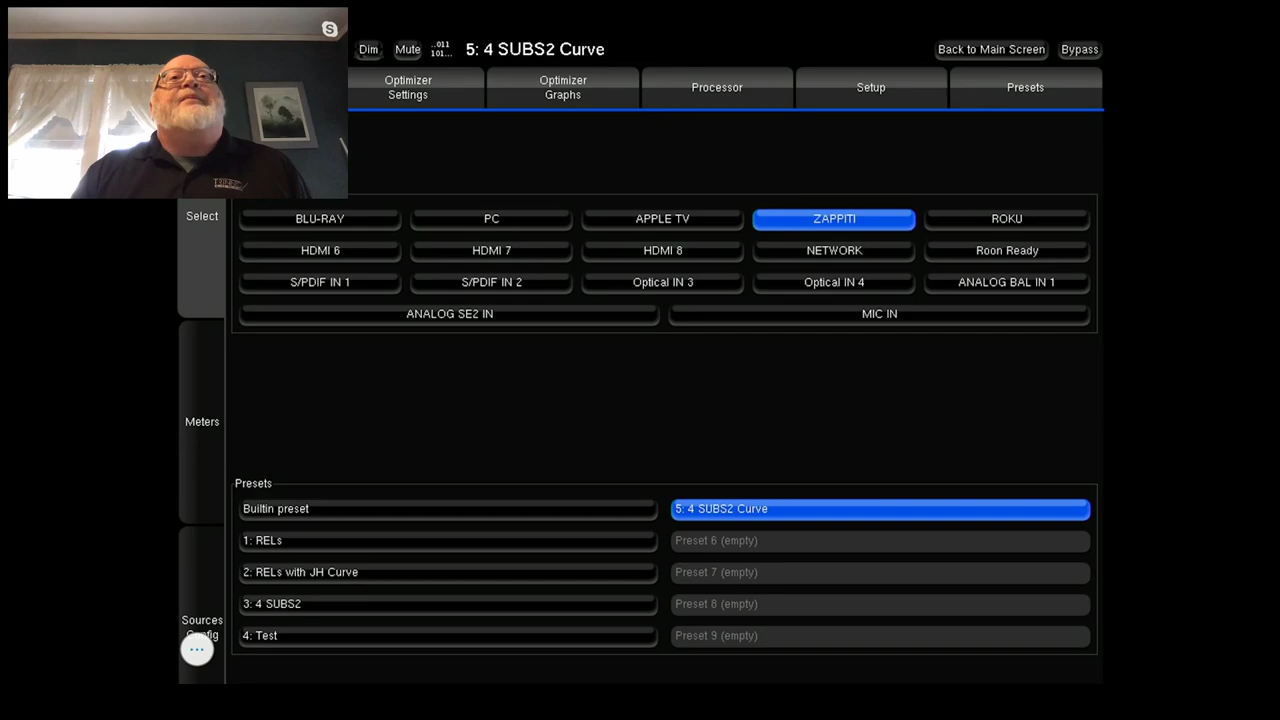 Dim
Mute
..011
101...
5: 4 SUBS2 Curve
Back to Main Screen
Bypass
Optimizer
Settings
Optimizer
Graphs
Processor
Setup
Presets
Select
BLU-RAY
PC
APPLE TV
ZAPPITI
ROKU
HDMI 6
HDMI 7
HDMI 8
NETWORK
Roon Ready
S/PDIF IN 1
S/PDIF IN 2
Optical IN 3
Optical IN 4
ANALOG BAL IN 1
ANALOG SE2 IN
MIC IN
Meters
Presets
Builtin preset
5: 4 SUBS2 Curve
1: RELs
Preset 6 (empty)
2: RELs with JH Curve
Preset 7 (empty)
3: 4 SUBS2
Preset 8 (empty)
4: Test
Preset 9 (empty)
Sources
Config